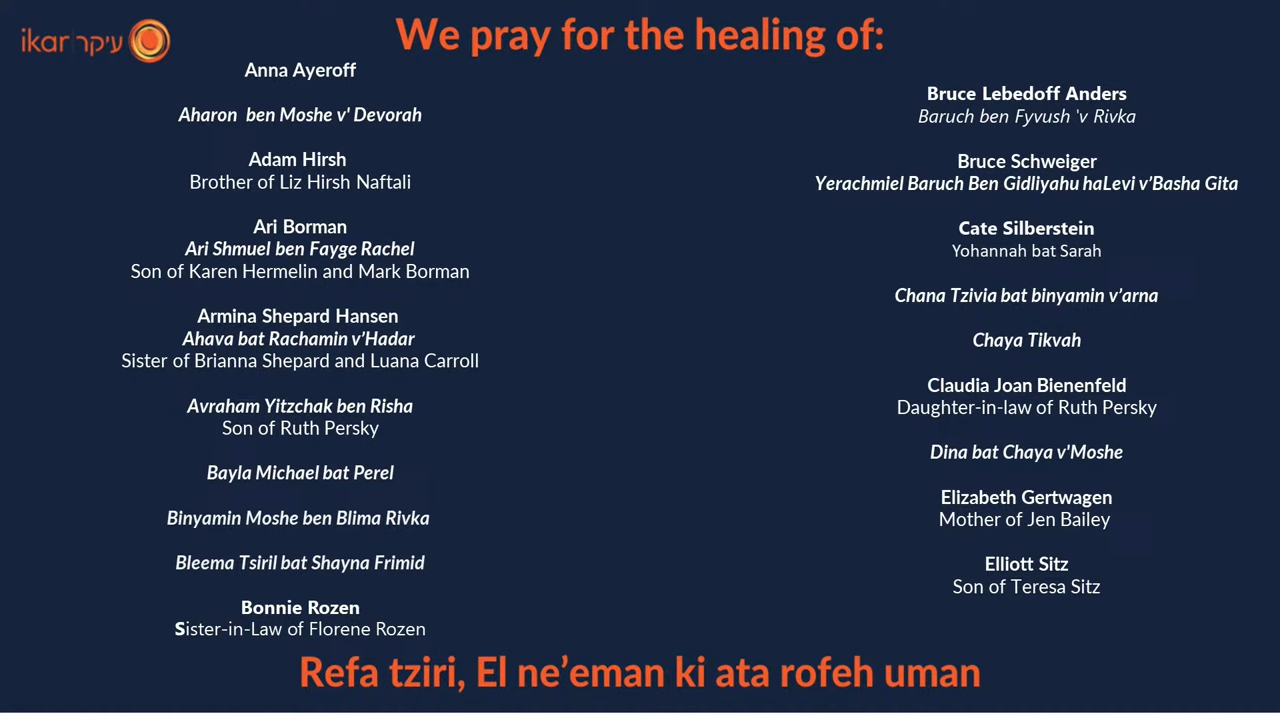 ikar עיקר
We pray for the healing of:
Anna Ayeroff
Aharon ben Moshe v' Devorah
Adam Hirsh
Brother of Liz Hirsh Naftali
Ari Borman
Ari Shmuel ben Fayge Rachel
Son of Karen Hermelin and Mark Borman
Armina Shepard Hansen
Ahava bat Rachamin v’Hadar
Sister of Brianna Shepard and Luana Carroll
Avraham Yitzchak ben Risha
Son of Ruth Persky
Bayla Michael bat Perel
Binyamin Moshe ben Blima Rivka
Bleema Tsiril bat Shayna Frimid
Bonnie Rozen
Sister-in-Law of Florene Rozen
Bruce Lebedoff Anders
Baruch ben Fyvush 'v Rivka
Bruce Schweiger
Yerachmiel Baruch Ben Gidliyahu haLevi v’Basha Gita
Cate Silberstein
Yohannah bat Sarah
Chana Tzivia bat binyamin v’arna
Chaya Tikvah
Claudia Joan Bienenfeld
Daughter-in-law of Ruth Persky
Dina bat Chaya v'Moshe
Elizabeth Gertwagen
Mother of Jen Bailey
Elliott Sitz
Son of Teresa Sitz
Refa tziri, El ne’eman ki ata rofeh uman